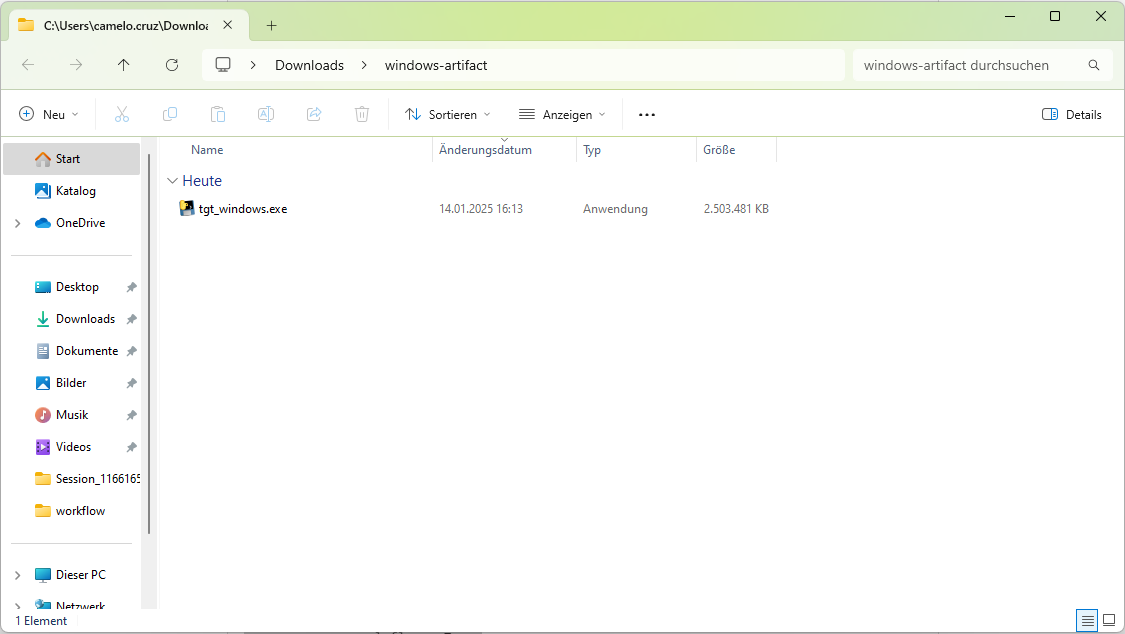 C:\Users\camelo.cruz\Downloa
Downloads
windows-artifact
windows-artifact durchsuchen
Neu
Sortieren
Anzeigen
Details
Name
Änderungsdatum
Typ
Größe
Heute
tgt_windows.exe
14.01.2025 16:13
Anwendung
2.503.481 KB
Start
Katalog
OneDrive
Desktop
Downloads
Dokumente
Bilder
Musik
Videos
Session_1166165
workflow
Dieser PC
Netzwerk
1 Element